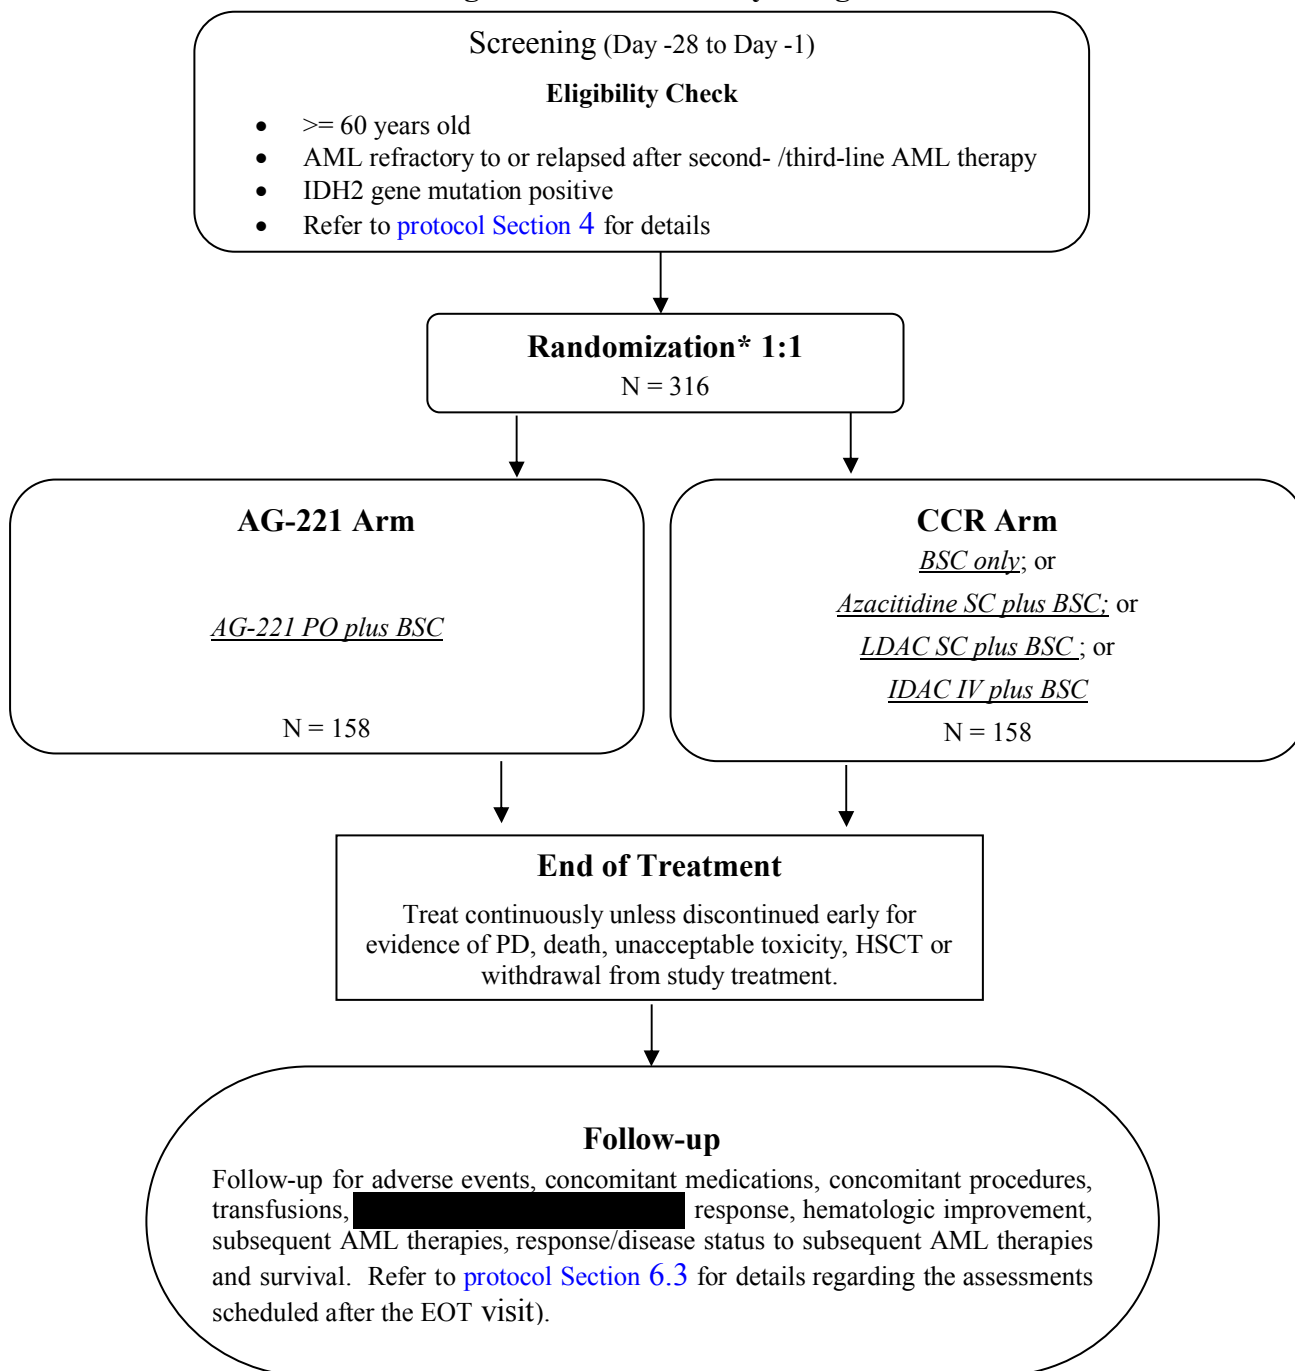 Screening (Day -28 to Day -1)
Eligibility Check
• >= 60 years old
• AML refractory to or relapsed after second- /third-line AML therapy
• IDH2 gene mutation positive
• Refer to protocol Section 4 for details
Randomization* 1:1
N = 316
AG-221 Arm
AG-221 PO plus BSC
N = 158
CCR Arm
BSC only; or
Azacitidine SC plus BSC; or
LDAC SC plus BSC ; or
IDAC IV plus BSC
N = 158
End of Treatment
Treat continuously unless discontinued early for
evidence of PD, death, unacceptable toxicity, HSCT or
withdrawal from study treatment.
Follow-up
Follow-up for adverse events, concomitant medications, concomitant procedures,
transfusions, response, hematologic improvement,
subsequent AML therapies, response/disease status to subsequent AML therapies
and survival. Refer to protocol Section 6.3 for details regarding the assessments
scheduled after the EOT visit).